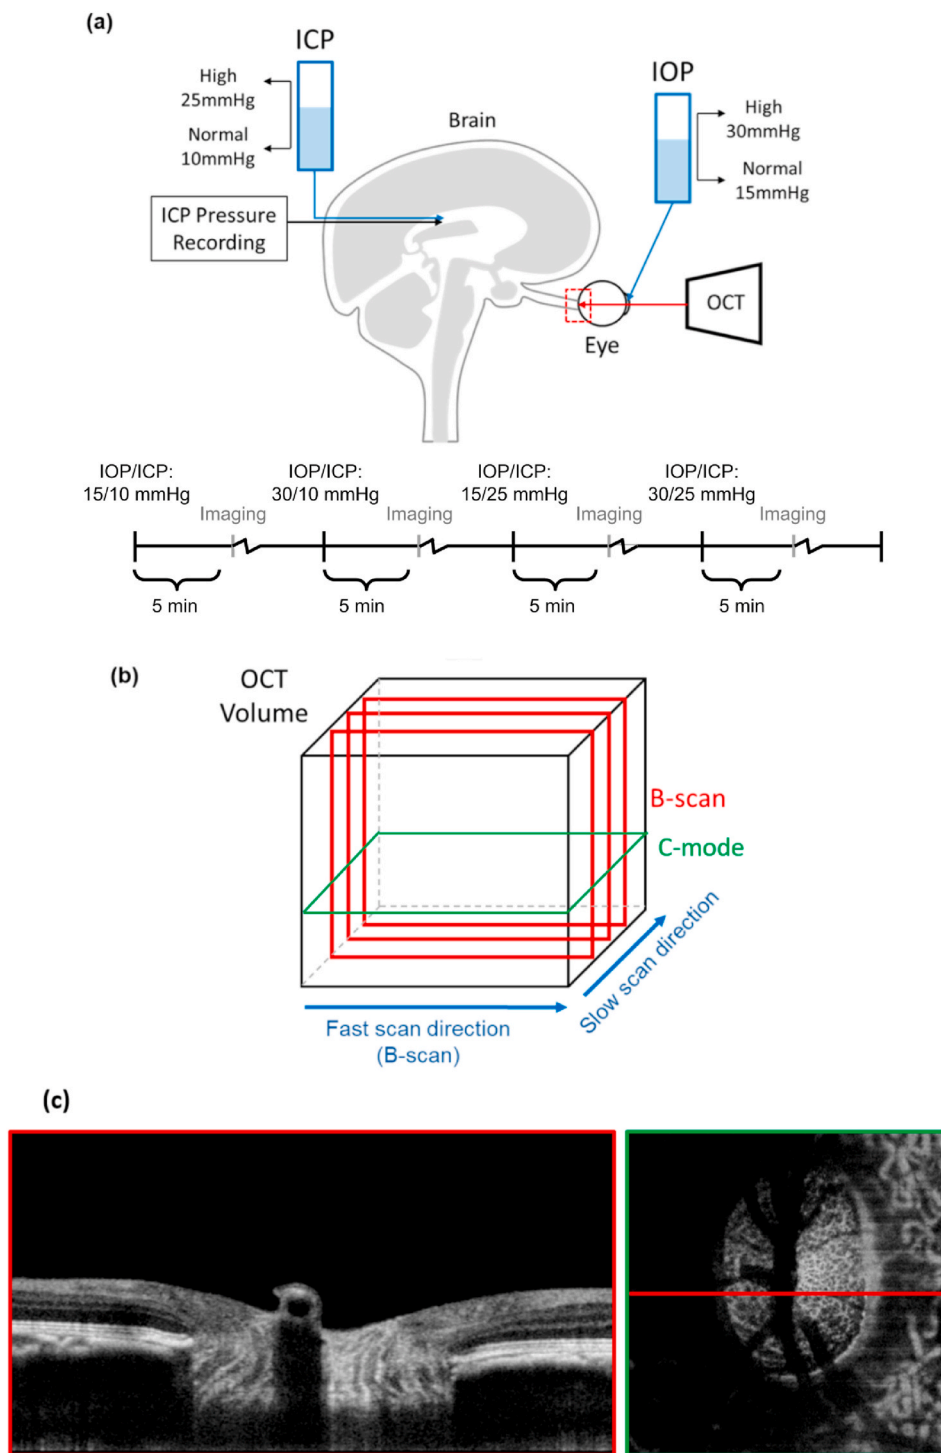 (a)
ICP
High
25mmHg
Normal
10mmHg
IOP
High
30mmHg
Normal
15mmHg
Brain
ICP Pressure
Recording
OCT
Eye
IOP/ICP:
15/10 mmHg
IOP/ICP:
30/10 mmHg
IOP/ICP:
15/25 mmHg
IOP/ICP:
30/25 mmHg
Imaging
Imaging
Imaging
Imaging
5 min
5 min
5 min
5 min
(b)
OCT
Volume
B-scan
C-mode
Slow scan direction
Fast scan direction
(B-scan)
(c)